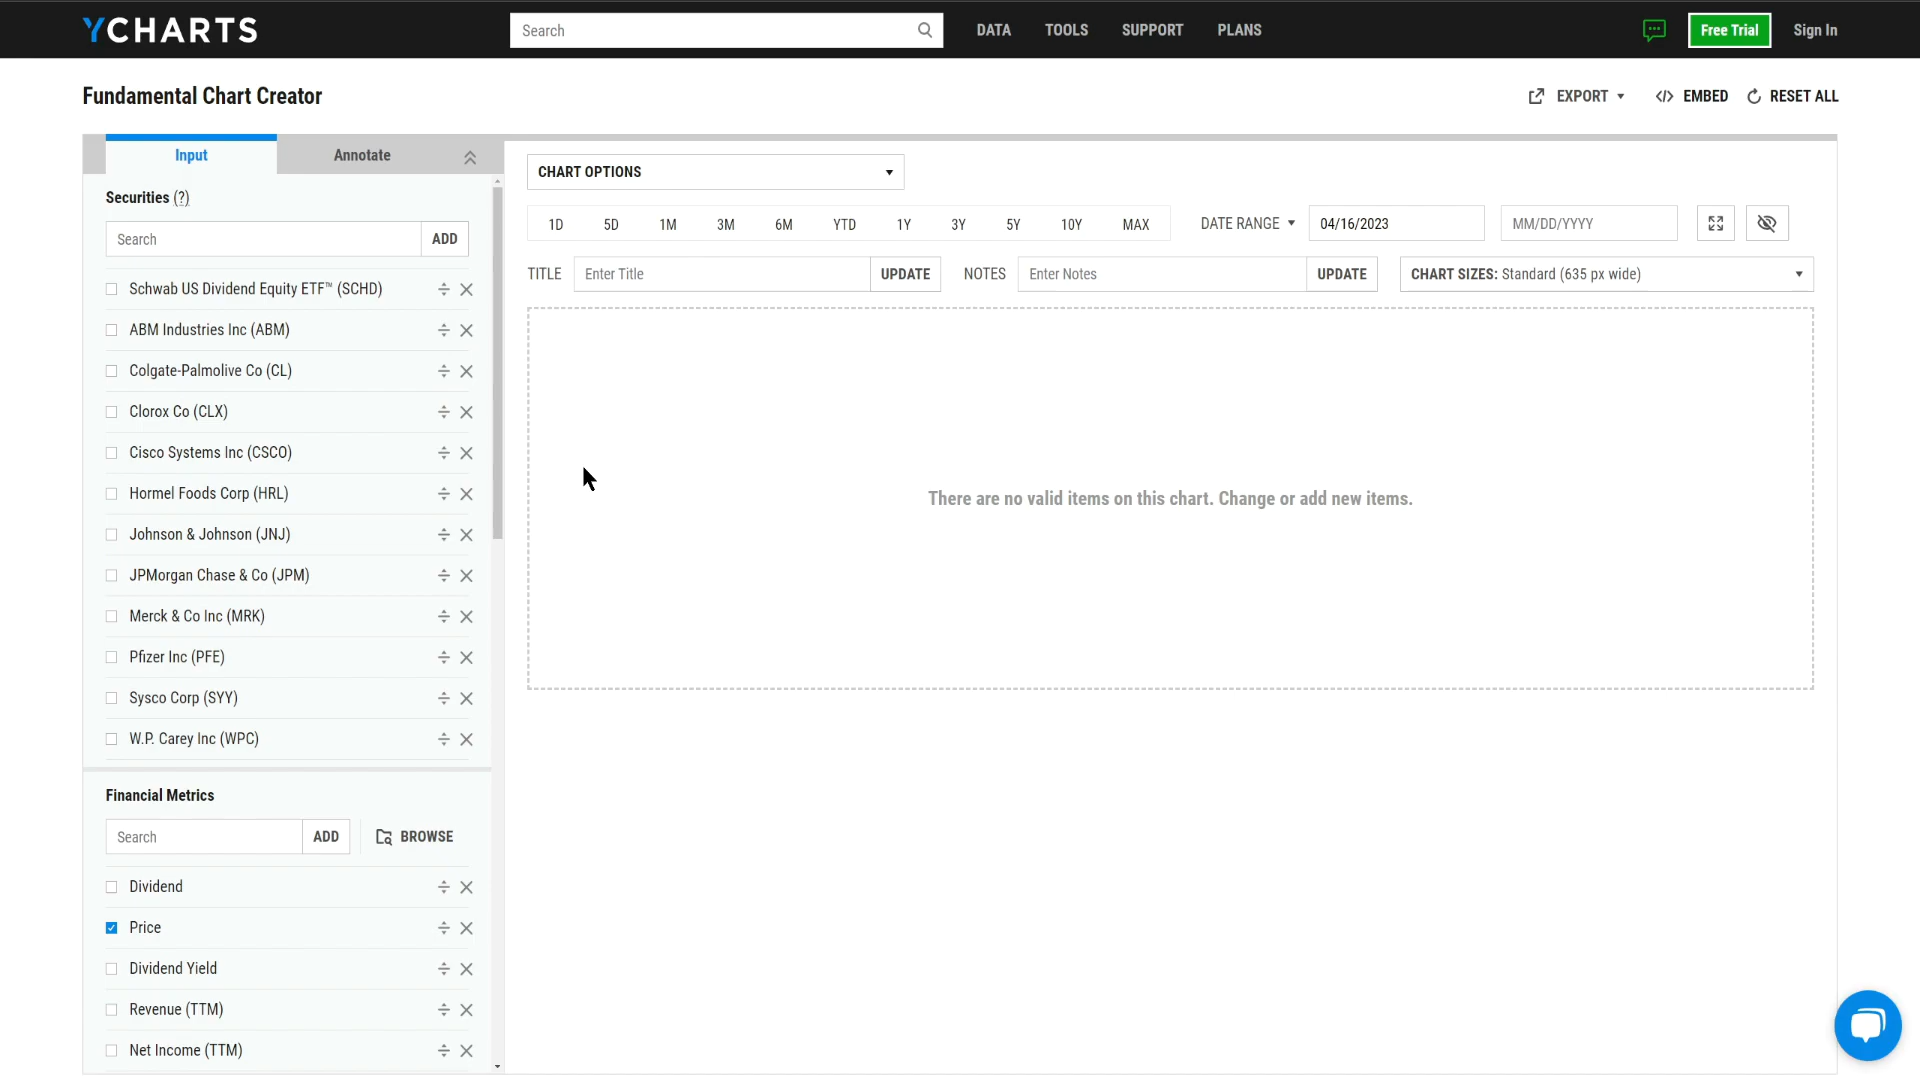 YCHARTS
Search
DATA TOOLS SUPPORT PLANS
Free Trial
Sign In
Fundamental Chart Creator
EXPORT
</> EMBED
RESET ALL
Input
Annotate
Securities (?)
Search
ADD
Schwab US Dividend Equity ETF™ (SCHD)
ABM Industries Inc (ABM)
Colgate-Palmolive Co (CL)
Clorox Co (CLX)
Cisco Systems Inc (CSCO)
Hormel Foods Corp (HRL)
Johnson & Johnson (JNJ)
JPMorgan Chase & Co (JPM)
Merck & Co Inc (MRK)
Pfizer Inc (PFE)
Sysco Corp (SYY)
W.P. Carey Inc (WPC)
Financial Metrics
Search
ADD
BROWSE
Dividend
Price
Dividend Yield
Revenue (TTM)
Net Income (TTM)
CHART OPTIONS
1D 5D 1M 3M 6M YTD 1Y 3Y 5Y 10Y MAX
DATE RANGE
04/16/2023
MM/DD/YYYY
TITLE
Enter Title
UPDATE
NOTES
Enter Notes
UPDATE
CHART SIZES: Standard (635 px wide)
There are no valid items on this chart. Change or add new items.